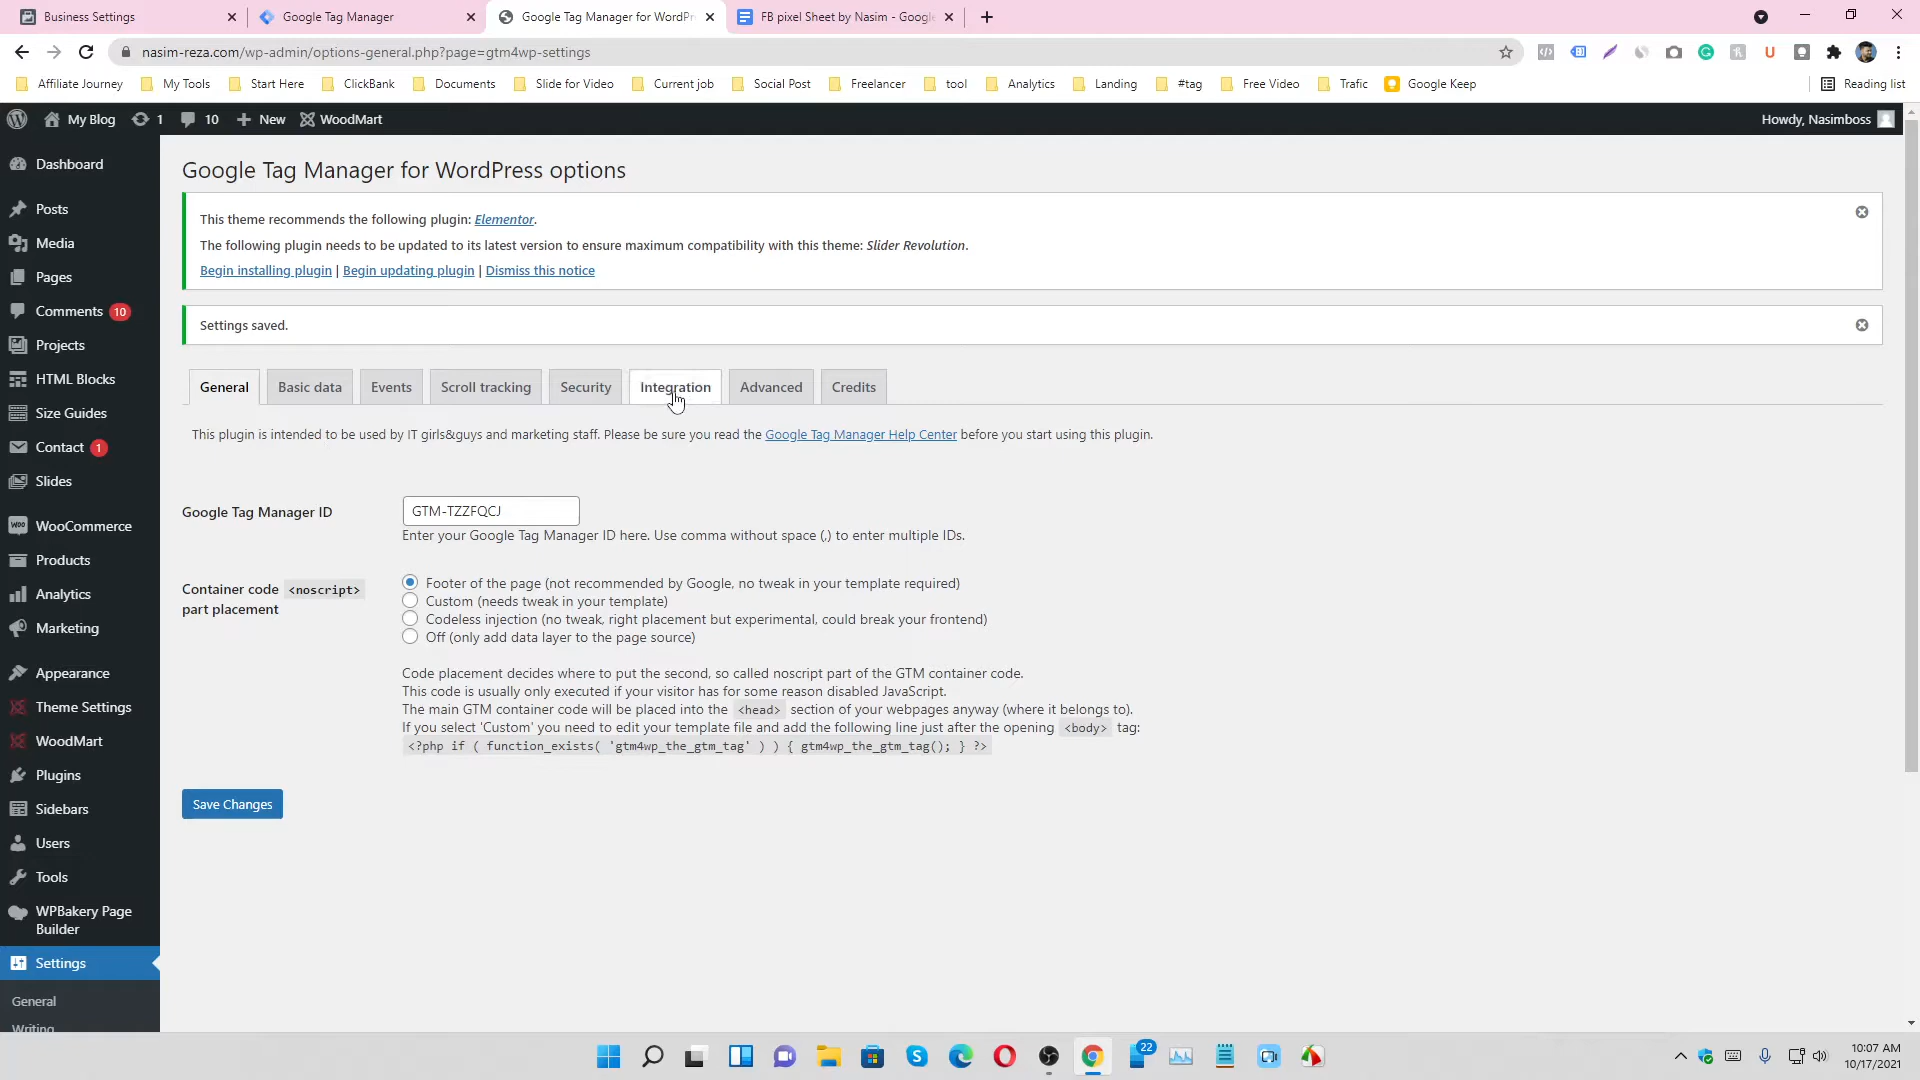 Business Settings
Google Tag Manager
Google Tag Manager for WordPr
FB pixel Sheet by Nasim - Google
nasim-reza.com/wp-admin/options-general.php?page=gtm4wp-settings
Affiliate Journey
My Tools
Start Here
ClickBank
Documents
Slide for Video
Current job
Social Post
Freelancer
tool
Analytics
Landing
#tag
Free Video
Trafic
Google Keep
Reading list
My Blog
1
10
New
WoodMart
Howdy, Nasimboss
Dashboard
Posts
Media
Pages
Comments 10
Projects
HTML Blocks
Size Guides
Contact 1
Slides
WooCommerce
Products
Analytics
Marketing
Appearance
Theme Settings
WoodMart
Plugins
Sidebars
Users
Tools
WPBakery Page
Builder
Settings
General
Writing
Google Tag Manager for WordPress options
This theme recommends the following plugin: Elementor.
The following plugin needs to be updated to its latest version to ensure maximum compatibility with this theme: Slider Revolution.
Begin installing plugin | Begin updating plugin | Dismiss this notice
Settings saved.
General
Basic data
Events
Scroll tracking
Security
Integration
Advanced
Credits
This plugin is intended to be used by IT girls&guys and marketing staff. Please be sure you read the Google Tag Manager Help Center before you start using this plugin.
Google Tag Manager ID
GTM-TZZFQCJ
Enter your Google Tag Manager ID here. Use comma without space (,) to enter multiple IDs.
Container code <noscript>
part placement
Footer of the page (not recommended by Google, no tweak in your template required)
Custom (needs tweak in your template)
Codeless injection (no tweak, right placement but experimental, could break your frontend)
Off (only add data layer to the page source)
Code placement decides where to put the second, so called noscript part of the GTM container code.
This code is usually only executed if your visitor has for some reason disabled JavaScript.
The main GTM container code will be placed into the <head> section of your webpages anyway (where it belongs to).
If you select 'Custom' you need to edit your template file and add the following line just after the opening <body> tag:
<?php if ( function_exists( 'gtm4wp_the_gtm_tag' ) ) { gtm4wp_the_gtm_tag(); } ?>
Save Changes
22
10:07 AM
10/17/2021